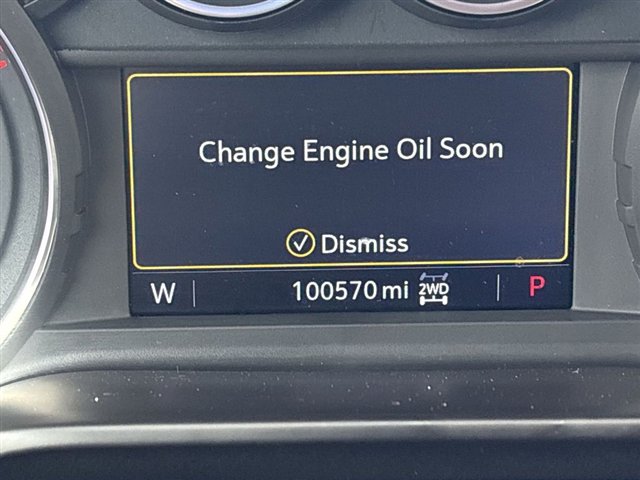 Change Engine Oil Soon
Dismiss
W 100570 mi 2WD P